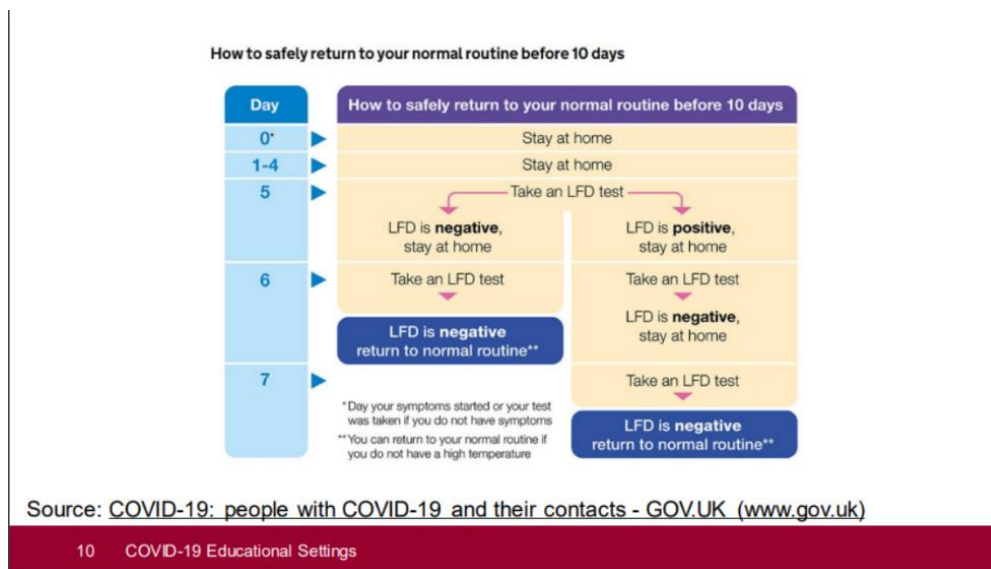 How to safely return to your normal routine before 10 days
Day
How to safely return to your normal routine before 10 days
0*
Stay at home
1-4
Stay at home
5
Take an LFD test
LFD is negative,
stay at home
LFD is positive,
stay at home
6
Take an LFD test
LFD is negative
return to normal routine**
Take an LFD test
LFD is negative,
stay at home
7
Take an LFD test
LFD is negative
return to normal routine**
*Day your symptoms started or your test
was taken if you do not have symptoms
**You can return to your normal routine if
you do not have a high temperature
Source: COVID-19: people with COVID-19 and their contacts - GOV.UK (www.gov.uk)
10 COVID-19 Educational Settings